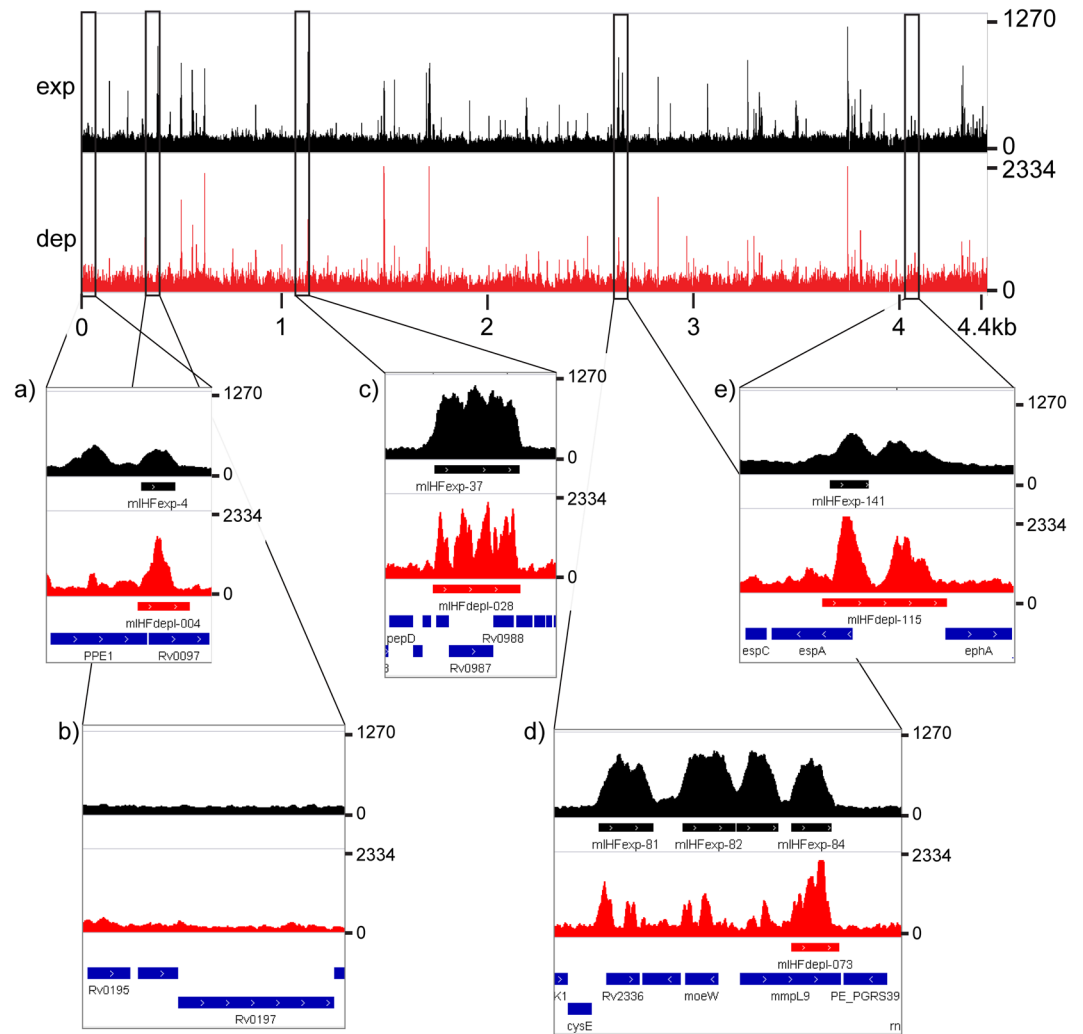 1270
exp
0
2334
dep
0
0 1 2 3 4 4.4kb
a)
1270
0
mIHFexp-4
2334
0
mIHFdepl-004
PPE1 Rv0097
c)
1270
0
mIHFexp-37
2334
0
mIHFdepl-028
pepD Rv0988
Rv0987
e)
1270
0
mIHFexp-141
2334
0
mIHFdepl-115
espC espA ephA
b)
1270
0
2334
0
Rv0195
Rv0197
d)
1270
0
mIHFexp-81 mIHFexp-82 mIHFexp-84
2334
0
mIHFdepl-073
K1 Rv2336 moeW mmpL9 PE_PGRS39
cysE rn